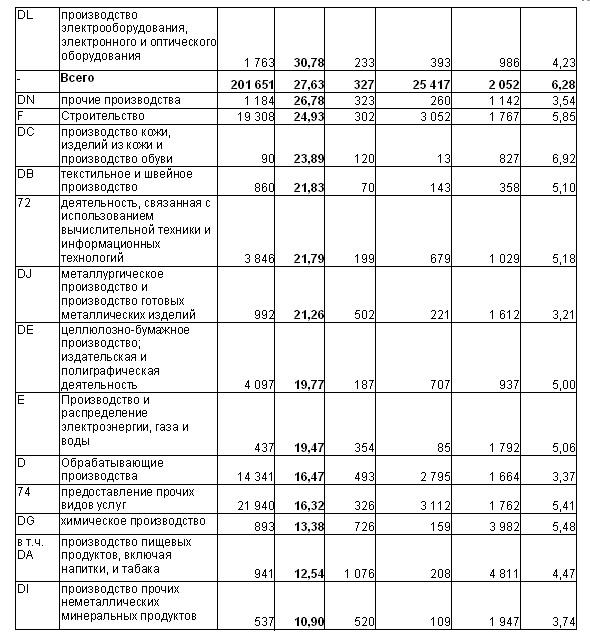 DL производство
электрооборудования,
электронного и оптического
оборудования 1 763 30,78 233 393 986 4,23
- Всего 201 651 27,63 327 25 417 2 052 6,28
DN прочие производства 1 184 26,78 323 260 1 142 3,54
F Строительство 19 308 24,93 302 3 052 1 767 5,85
DC производство кожи,
изделий из кожи и
производство обуви 90 23,89 120 13 827 6,92
DB текстильное и швейное
производство 860 21,83 70 143 358 5,10
72 деятельность, связанная с
использованием
вычислительной техники и
информационных
технологий 3 846 21,79 199 679 1 029 5,18
DJ металлургическое
производство и
производство готовых
металлических изделий 992 21,26 502 221 1 612 3,21
DE целлюлозно-бумажное
производство;
издательская и
полиграфическая
деятельность 4 097 19,77 187 707 937 5,00
E Производство и
распределение
электроэнергии, газа и
воды 437 19,47 354 85 1 792 5,06
D Обрабатывающие
производства 14 341 16,47 493 2 795 1 664 3,37
74 предоставление прочих
видов услуг 21 940 16,32 326 3 112 1 762 5,41
DG химическое производство 893 13,38 726 159 3 982 5,48
в т.ч. производство пищевых
DA продуктов, включая
напитки, и табака 941 12,54 1 076 208 4 811 4,47
DI производство прочих
неметаллических
минеральных продуктов 537 10,90 520 109 1 947 3,74